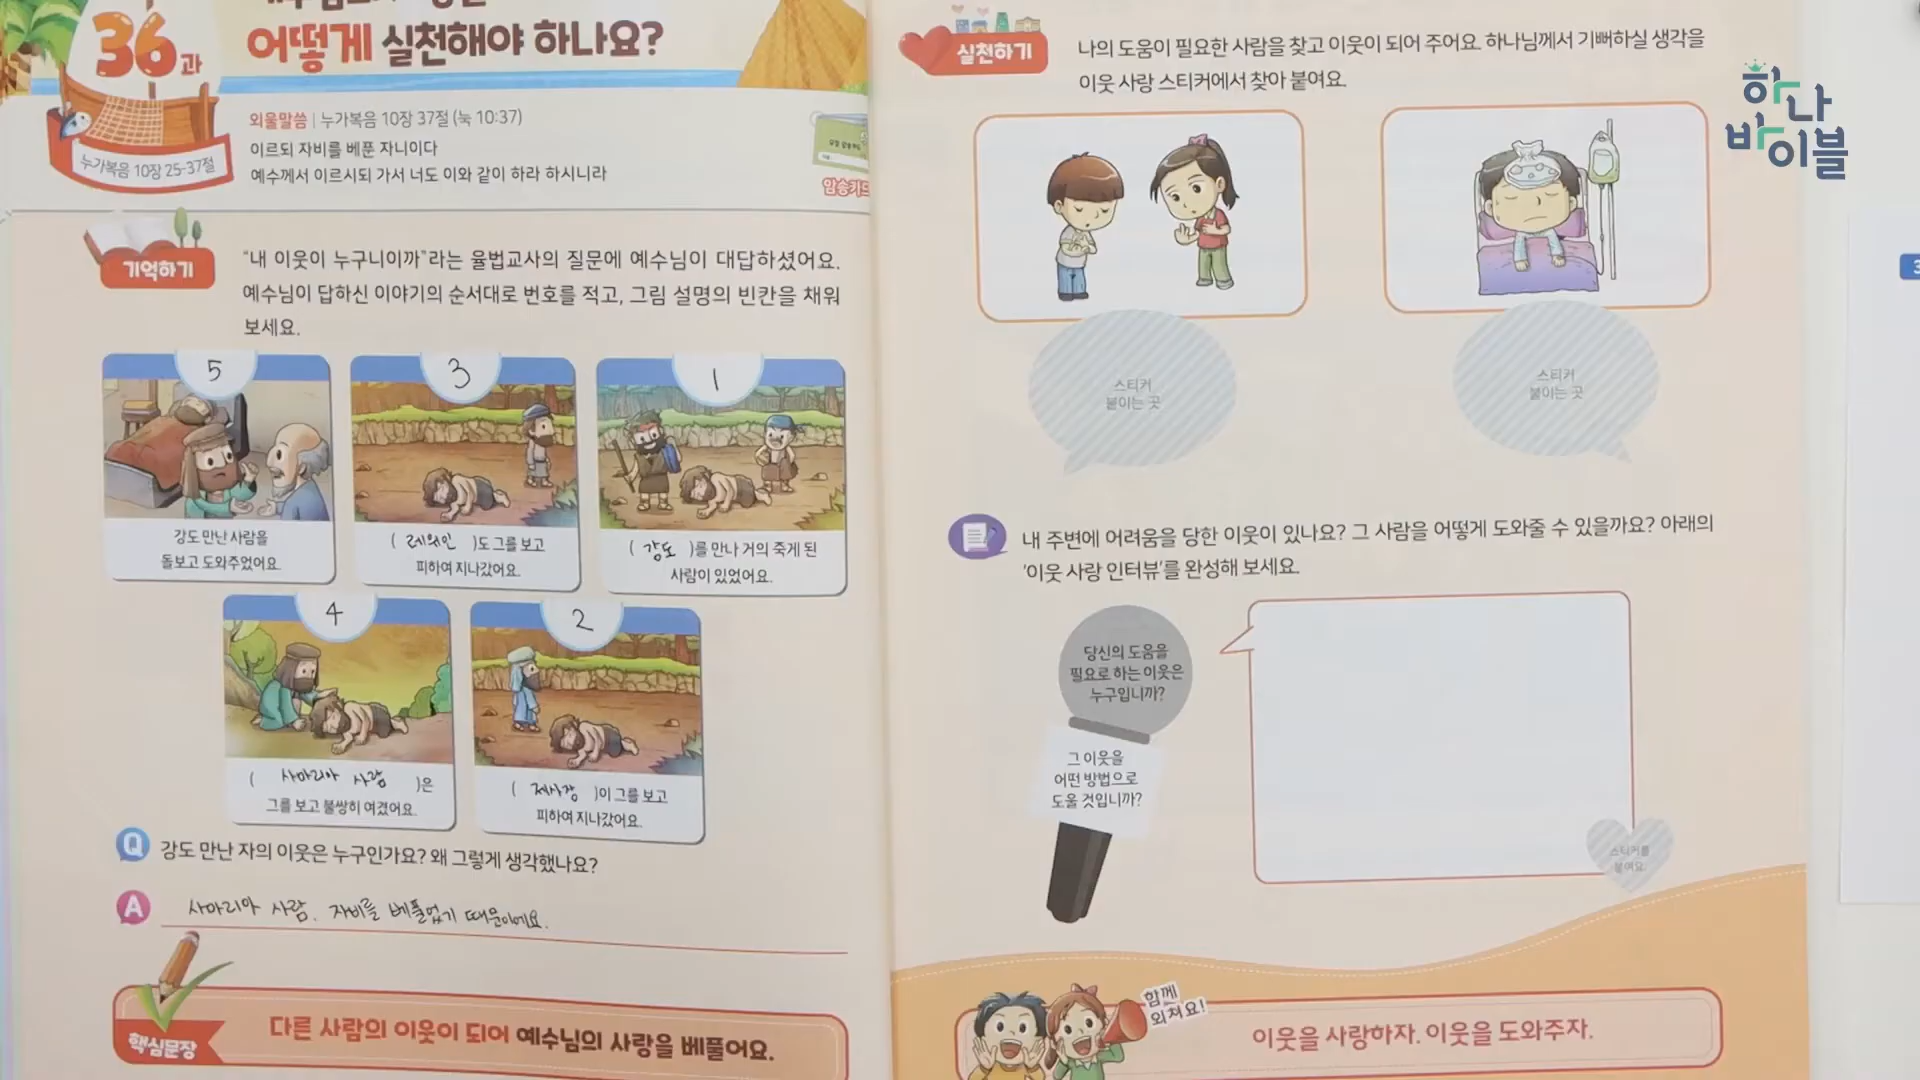 36과
어떻게 실천해야 하나요?
누가복음 10장 25-37절
외울말씀 | 누가복음 10장 37절 (눅 10:37)
이르되 자비를 베푼 자니이다
예수께서 이르시되 가서 너도 이와 같이 하라 하시니라
암송카드
기억하기
"내 이웃이 누구니이까"라는 율법교사의 질문에 예수님이 대답하셨어요.
예수님이 답하신 이야기의 순서대로 번호를 적고, 그림 설명의 빈칸을 채워
보세요.
5
강도 만난 사람을
돌보고 도와주었어요.
3
( 레위인 )도 그를 보고
피하여 지나갔어요.
1
( 강도 )를 만나 거의 죽게 된
사람이 있었어요.
4
( 사마리아 사람 )은
그를 보고 불쌍히 여겼어요.
2
( 제사장 )이 그를 보고
피하여 지나갔어요.
Q 강도 만난 자의 이웃은 누구인가요? 왜 그렇게 생각했나요?
A 사마리아 사람. 자비를 베풀었기 때문이에요.
핵심문장
다른 사람의 이웃이 되어 예수님의 사랑을 베풀어요.
실천하기
나의 도움이 필요한 사람을 찾고 이웃이 되어 주어요. 하나님께서 기뻐하실 생각을
이웃 사랑 스티커에서 찾아 붙여요.
스티커
붙이는 곳
스티커
붙이는 곳
내 주변에 어려움을 당한 이웃이 있나요? 그 사람을 어떻게 도와줄 수 있을까요? 아래의
'이웃 사랑 인터뷰'를 완성해 보세요.
당신의 도움을
필요로 하는 이웃은
누구입니까?
그 이웃을
어떤 방법으로
도울 것입니까?
스티커를
붙여요.
함께
외쳐요!
이웃을 사랑하자. 이웃을 도와주자.
하나
바이블